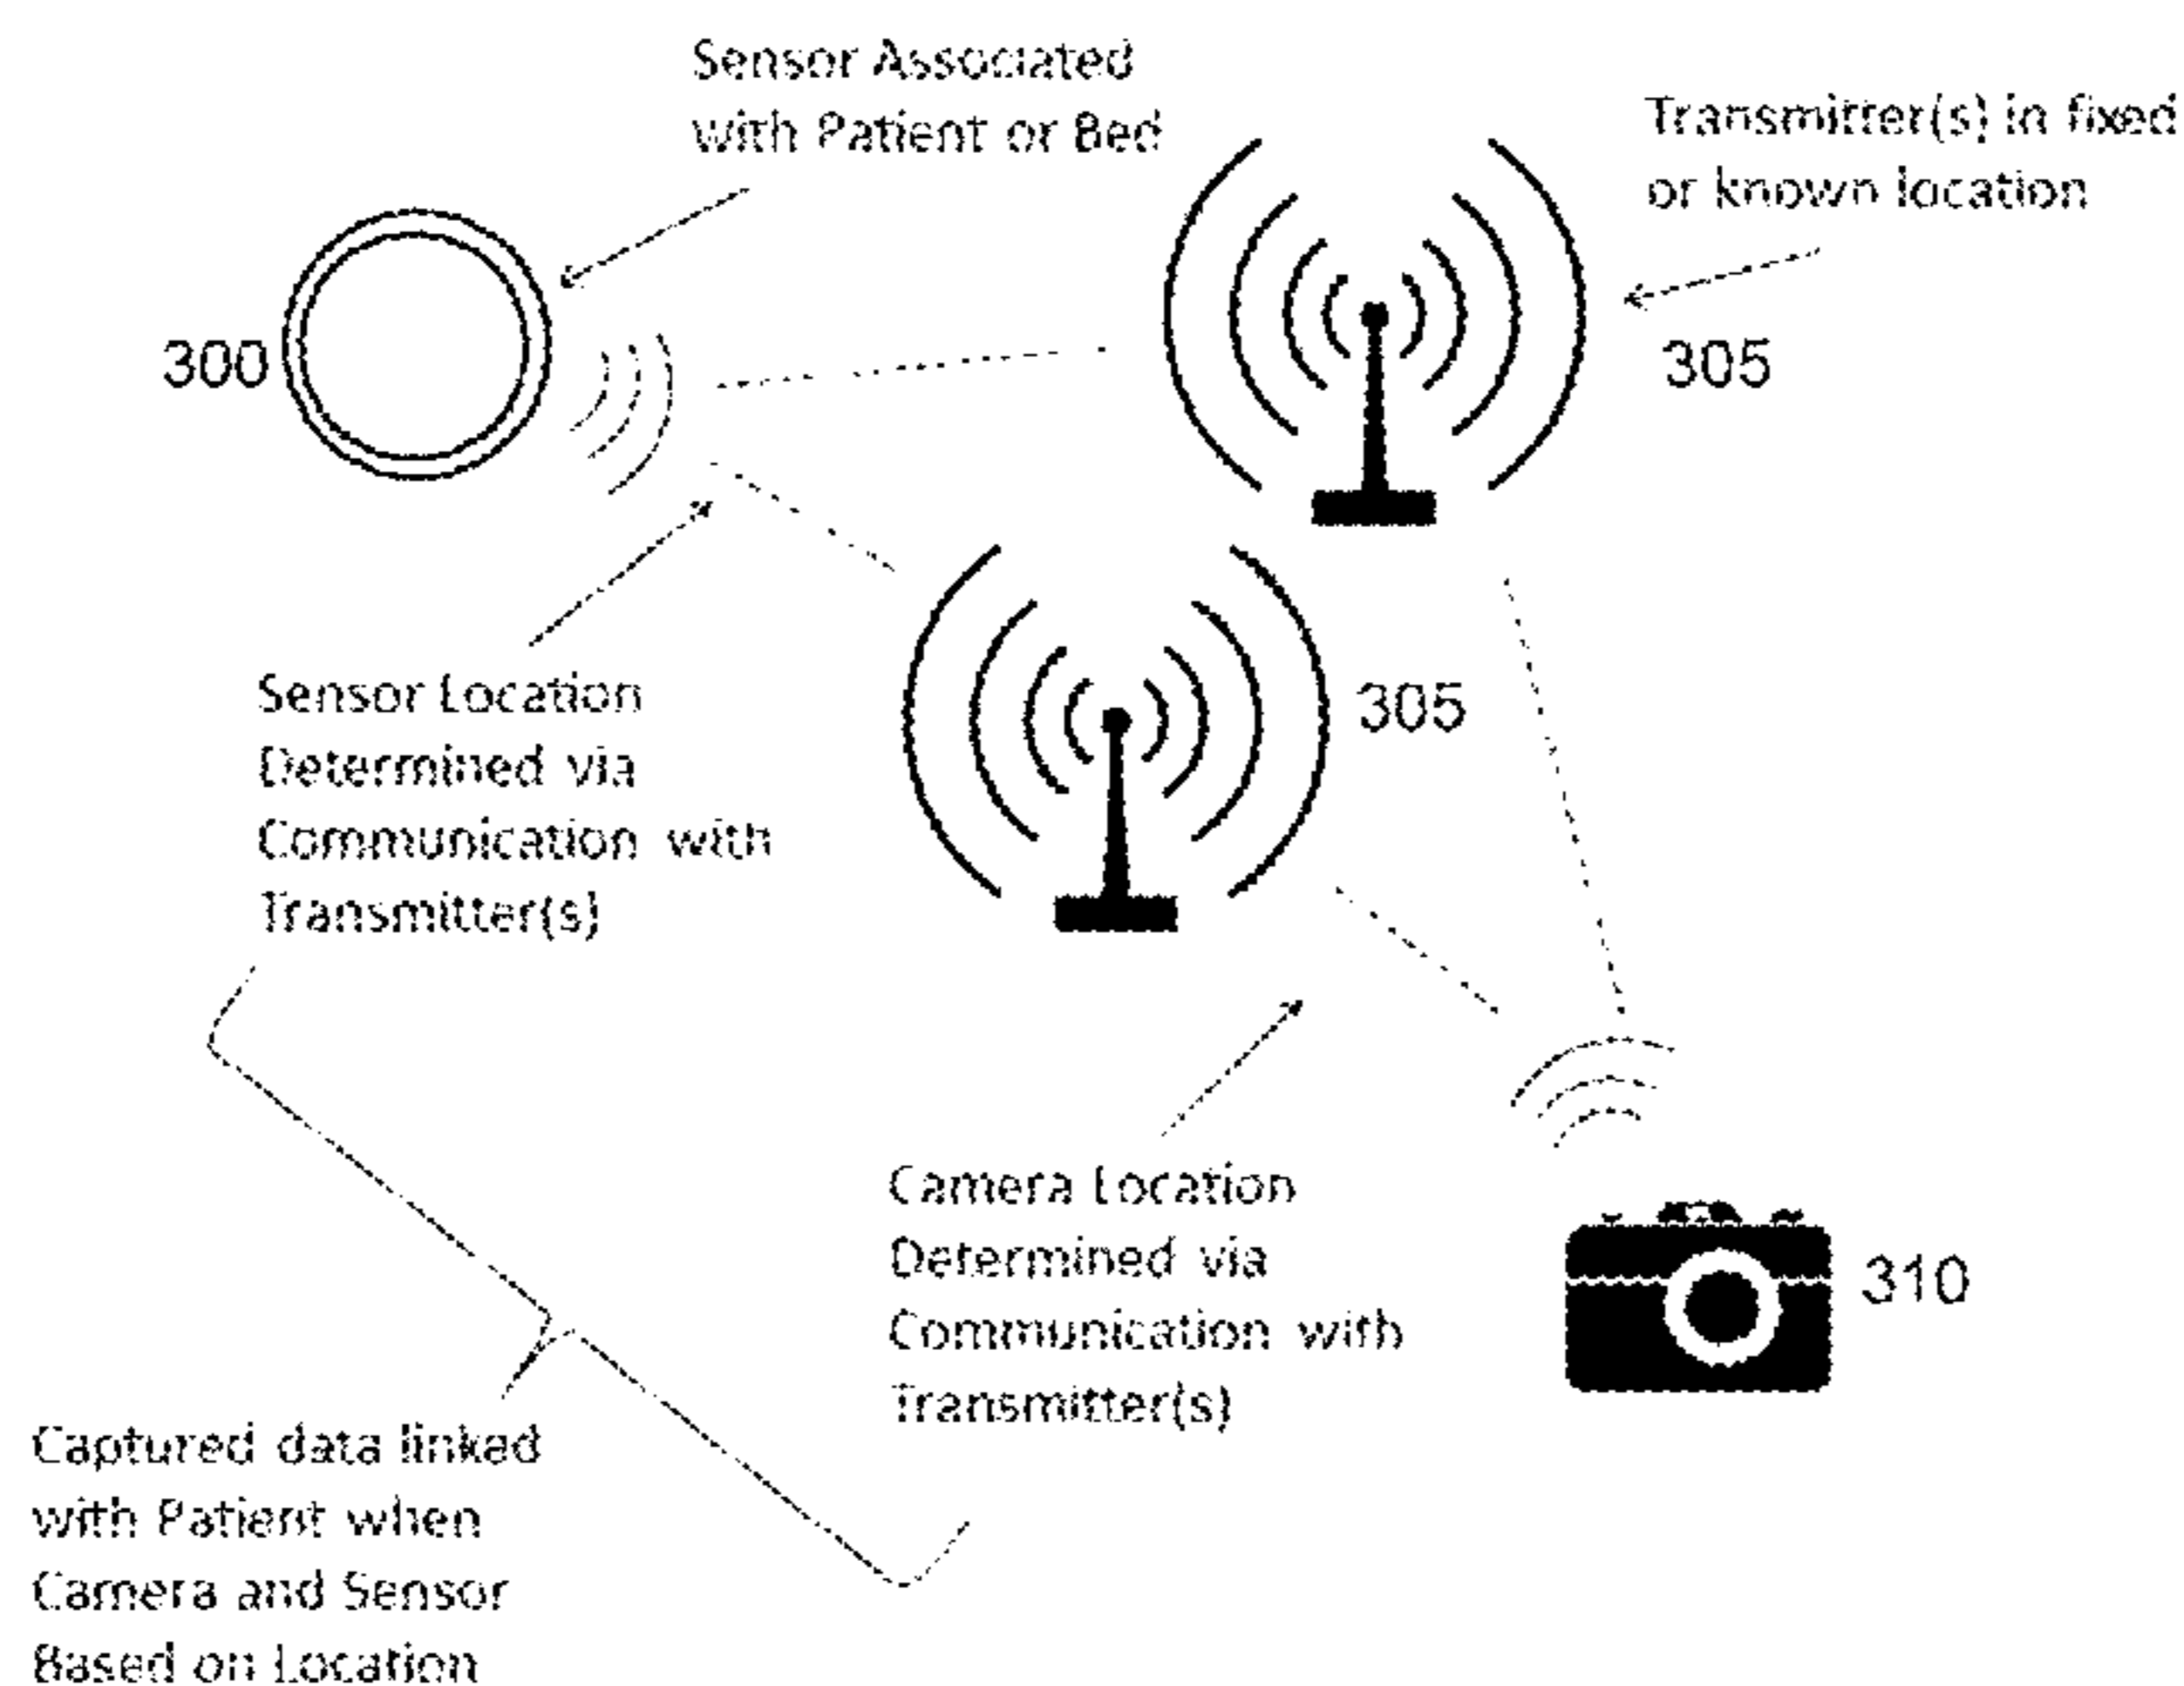 Sensor Associated
with Patient or Bed
Transmitter(s) in fixed
or known location
300
305
Sensor Location
Determined via
Communication with
Transmitter(s)
305
Camera Location
Determined via
Communication with
Transmitter(s)
310
Captured data linked
with Patient when
Camera and Sensor
Based on Location